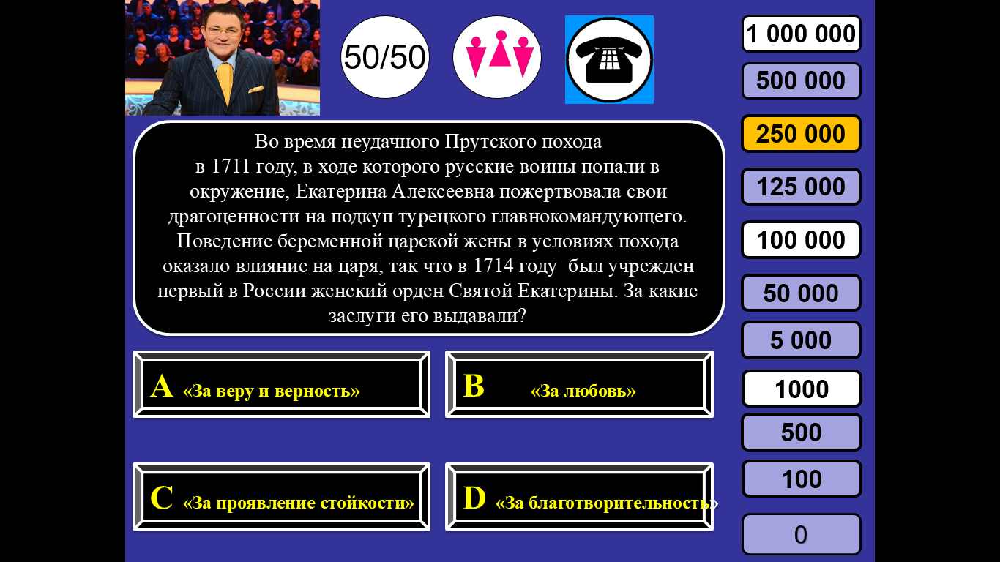 50/50
1 000 000
500 000
250 000
125 000
100 000
50 000
5 000
1000
500
100
0
Во время неудачного Прутского похода
в 1711 году, в ходе которого русские воины попали в
окружение, Екатерина Алексеевна пожертвовала свои
драгоценности на подкуп турецкого главнокомандующего.
Поведение беременной царской жены в условиях похода
оказало влияние на царя, так что в 1714 году был учрежден
первый в России женский орден Святой Екатерины. За какие
заслуги его выдавали?
A «За веру и верность»
B «За любовь»
C «За проявление стойкости»
D «За благотворительность»